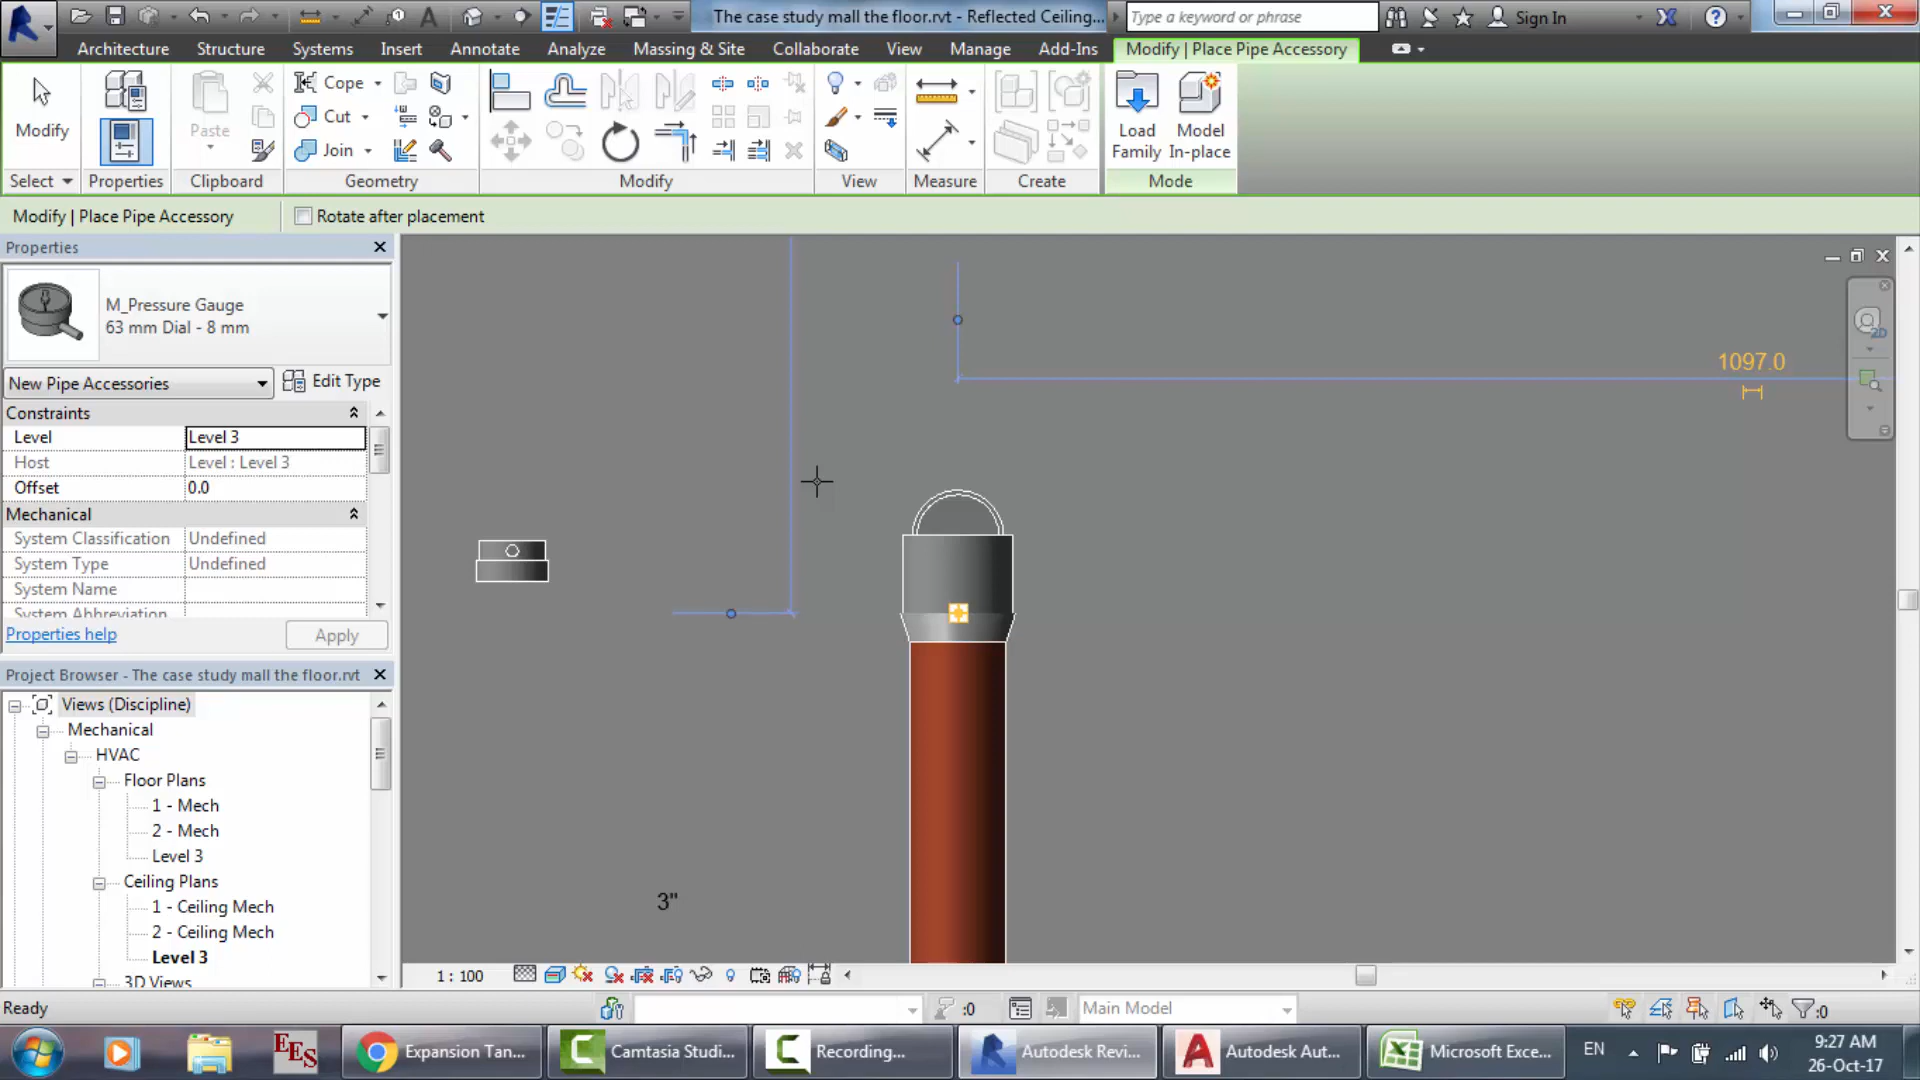 The case study mall the floor.rvt - Reflected Ceiling...
Type a keyword or phrase
Sign In
Architecture Structure Systems Insert Annotate Analyze Massing & Site Collaborate View Manage Add-Ins Modify | Place Pipe Accessory
Modify
Paste
Cope
Cut
Join
Load Family
Model In-place
Select Properties Clipboard Geometry Modify View Measure Create Mode
Modify | Place Pipe Accessory
Rotate after placement
Properties
M_Pressure Gauge
63 mm Dial - 8 mm
New Pipe Accessories
Edit Type
Constraints
Level Level 3
Host Level : Level 3
Offset 0.0
Mechanical
System Classification Undefined
System Type Undefined
System Name
System Abbreviation
Properties help
Apply
Project Browser - The case study mall the floor.rvt
Views (Discipline)
Mechanical
HVAC
Floor Plans
1 - Mech
2 - Mech
Level 3
Ceiling Plans
1 - Ceiling Mech
2 - Ceiling Mech
Level 3
3D Views
1097.0
2D
3"
1 : 100
Ready
:0
Main Model
:0
EES
Expansion Tan...
Camtasia Studi...
Recording...
Autodesk Revi...
Autodesk Aut...
Microsoft Exce...
EN
9:27 AM
26-Oct-17